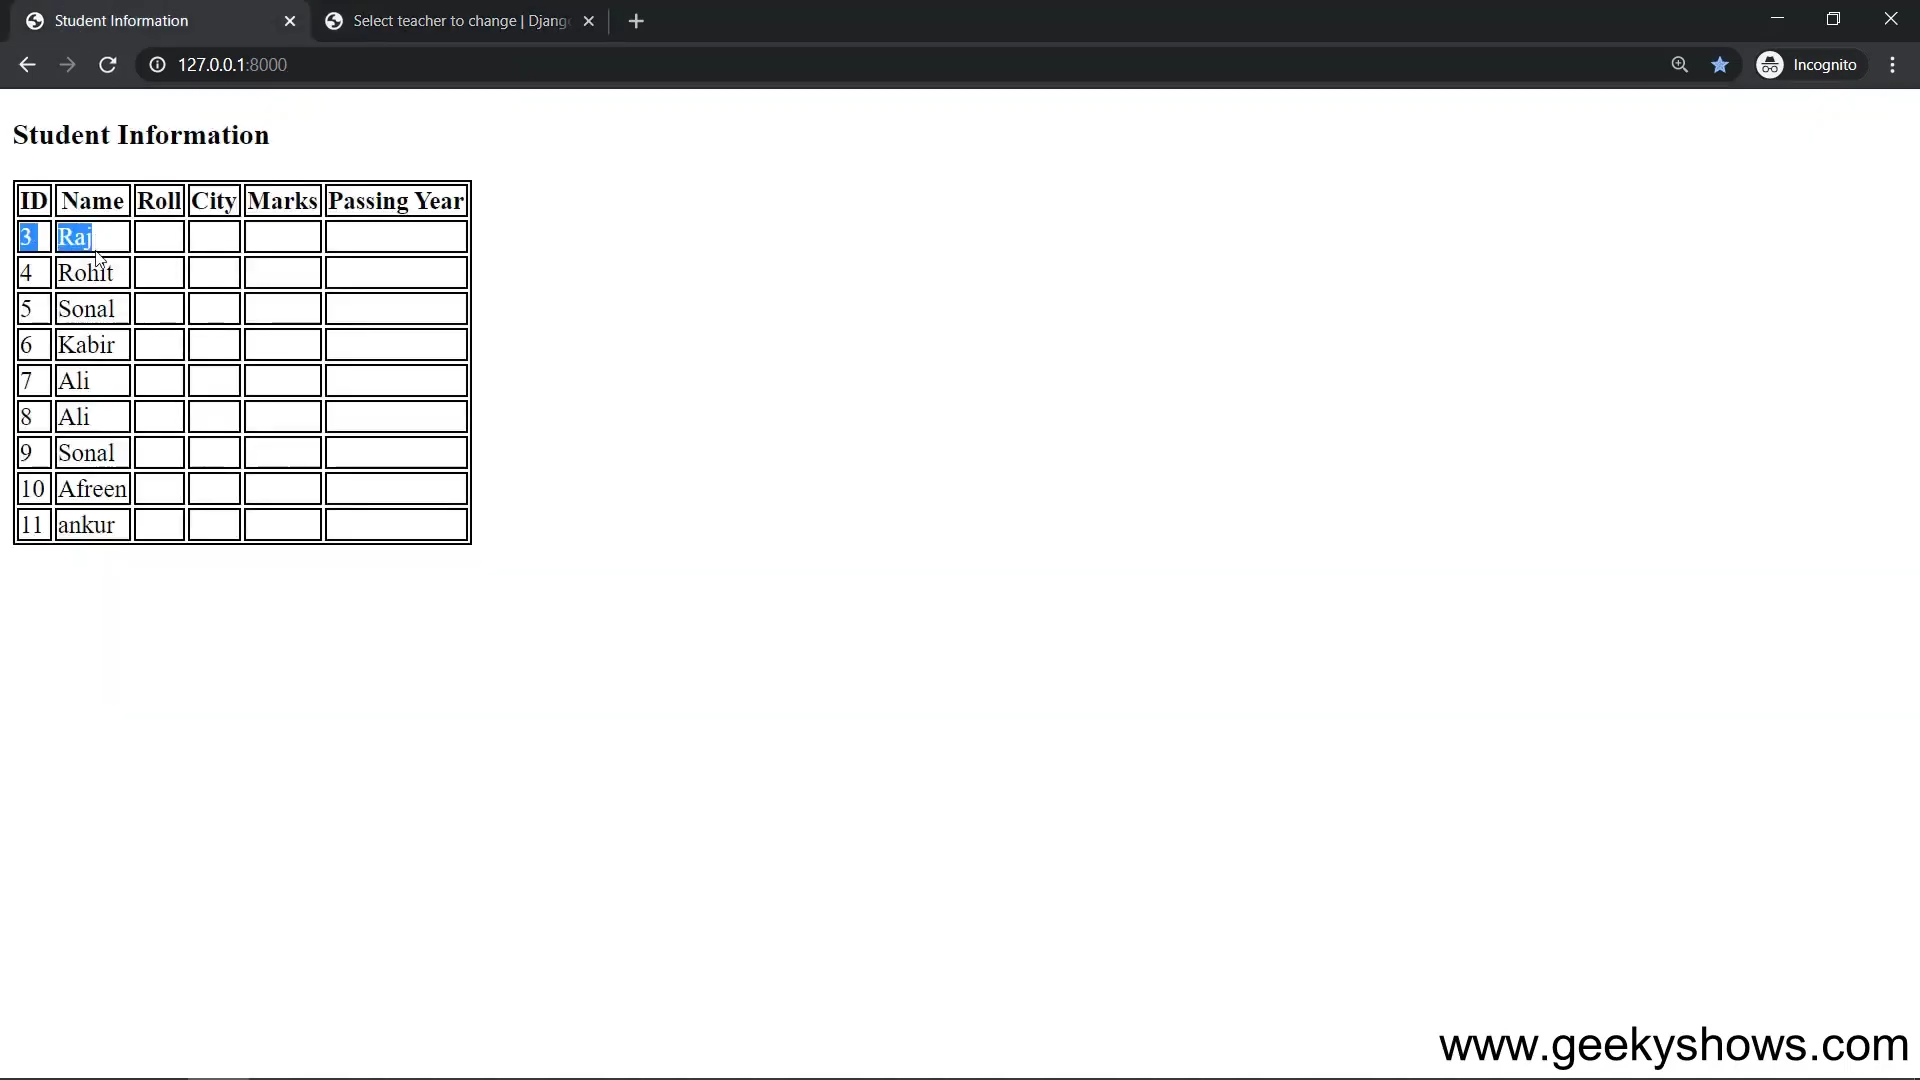 Student Information
Select teacher to change | Djang
127.0.0.1:8000
Incognito
Student Information
ID Name Roll City Marks Passing Year
3 Raj
4 Rohit
5 Sonal
6 Kabir
7 Ali
8 Ali
9 Sonal
10 Afreen
11 ankur
www.geekyshows.com